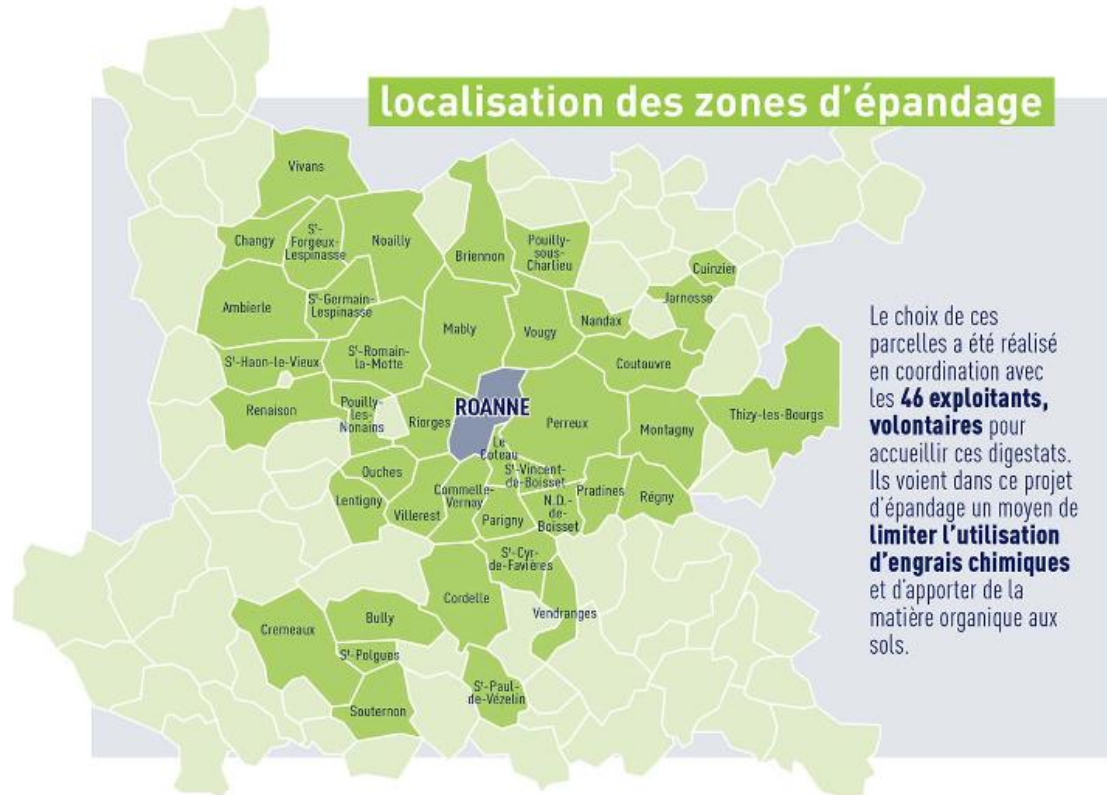 localisation des zones d'épandage
Vivans
Changy
St-
Forgeux-
Lespinasse
Noailly
Briennon
Pouilly-
sous-
Charlieu
Cuinzier
Jarnosse
Ambierle
St-Germain-
Lespinasse
Mably
Vougy
Nandax
St-Haon-le-Vieux
St-Romain-
la-Motte
Coutouvre
Renaison
Pouilly-
les-
Nonains
Riorges
ROANNE
Perreux
Montagny
Thizy-les-Bourgs
Le
Coteau
St-Vincent-
de-Boisset
Ouches
Lentigny
Villerest
Commelle-
Vernay
Parigny
N.D.-
de-
Boisset
Pradines
Régny
St-Cyr-
de-Favières
Cordelle
Vendranges
Cremeaux
Bully
St-Polgues
Souternon
St-Paul-
de-Vézelin
Le choix de ces
parcelles a été réalisé
en coordination avec
les 46 exploitants,
volontaires pour
accueillir ces digestats.
Ils voient dans ce projet
d'épandage un moyen de
limiter l'utilisation
d'engrais chimiques
et d'apporter de la
matière organique aux
sols.